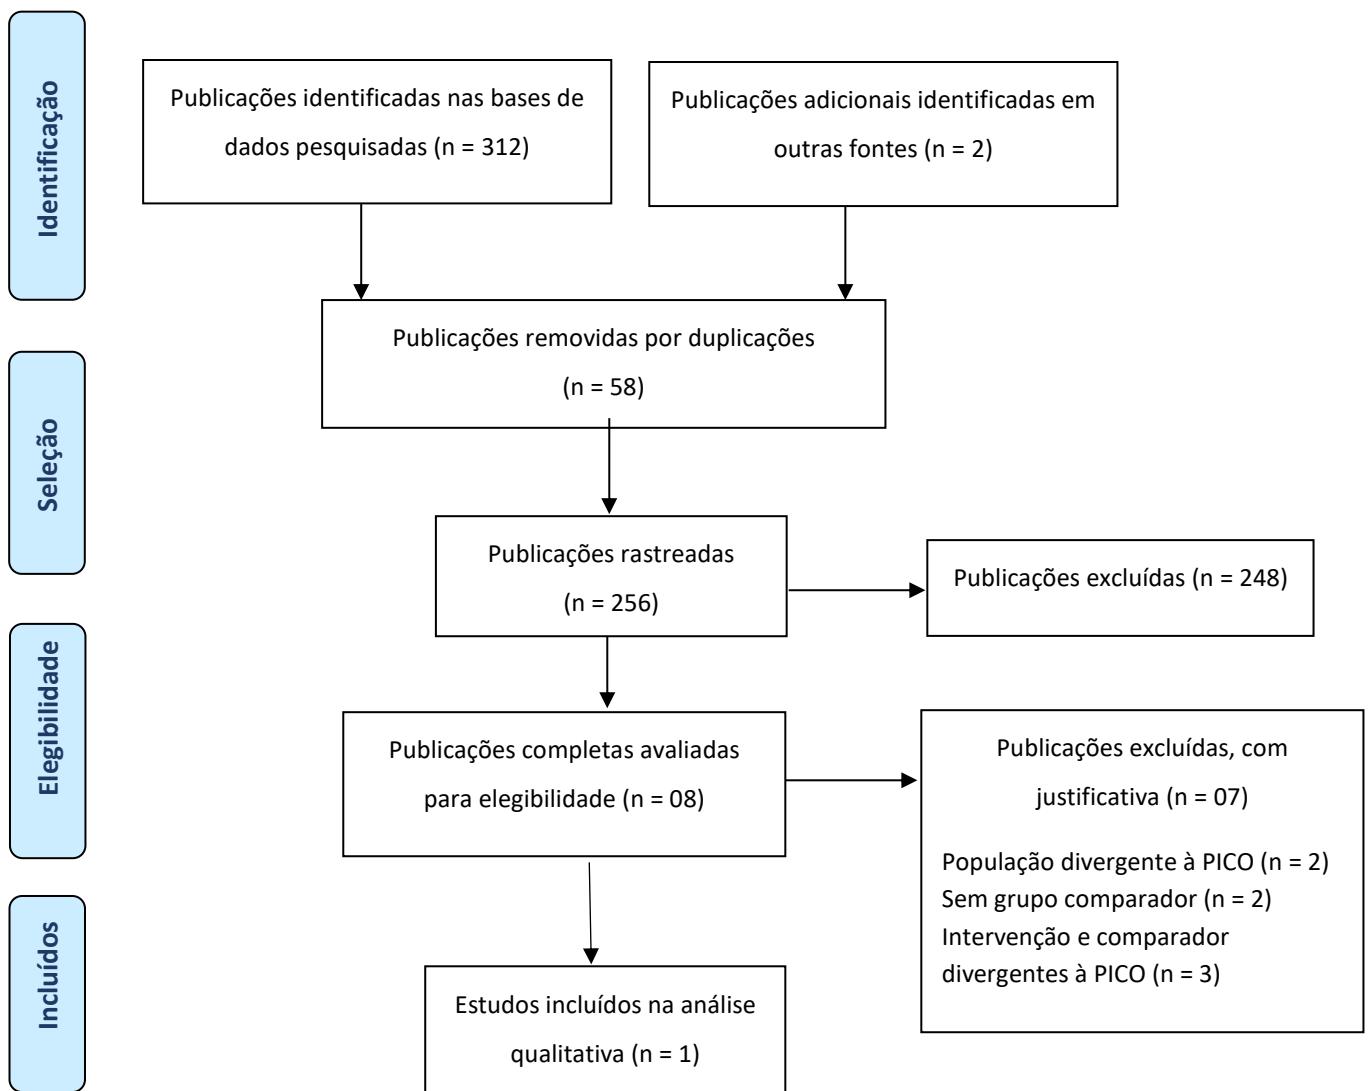 Identificação
Publicações identificadas nas bases de
dados pesquisadas (n = 312)
Publicações adicionais identificadas em
outras fontes (n = 2)
Publicações removidas por duplicações
(n = 58)
Seleção
Publicações rastreadas
(n = 256)
Publicações excluídas (n = 248)
Elegibilidade
Publicações completas avaliadas
para elegibilidade (n = 08)
Publicações excluídas, com
justificativa (n = 07)
População divergente à PICO (n = 2)
Sem grupo comparador (n = 2)
Intervenção e comparador
divergentes à PICO (n = 3)
Incluídos
Estudos incluídos na análise
qualitativa (n = 1)